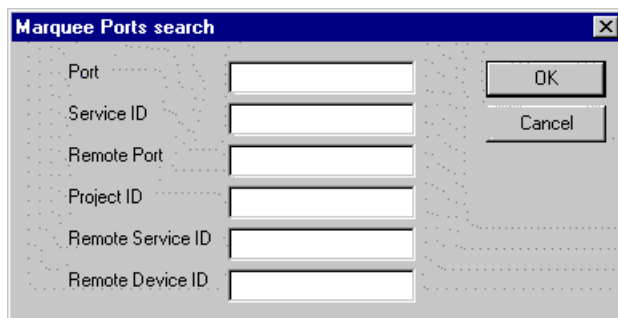 Marquee Ports search
Port
OK
Service ID
Cancel
Remote Port
Project ID
Remote Service ID
Remote Device ID